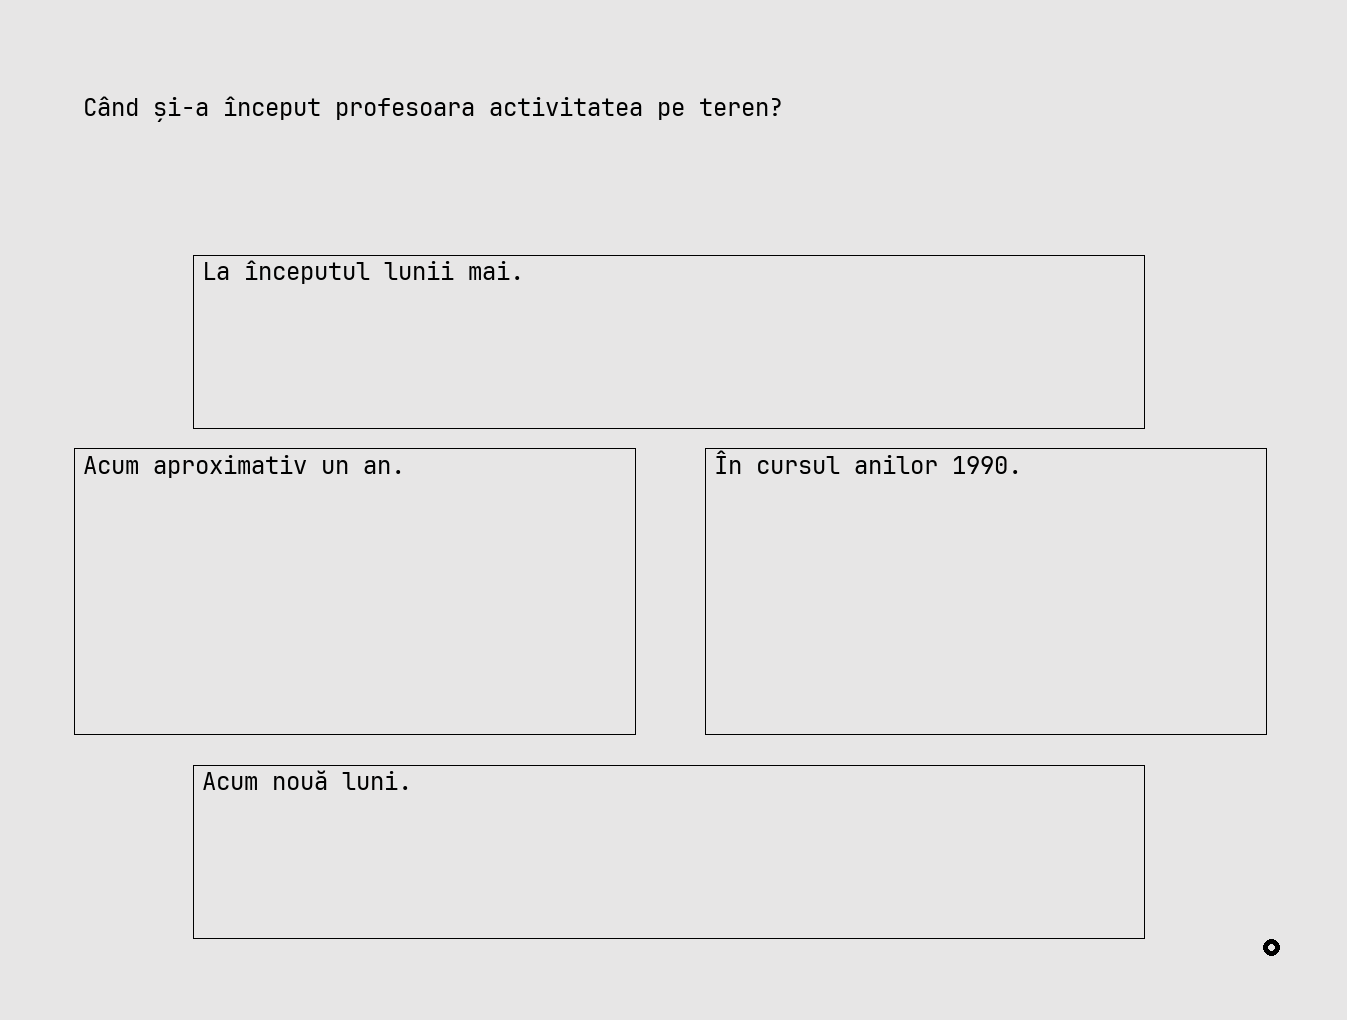 Când și-a început profesoara activitatea pe teren?
La începutul lunii mai.
Acum aproximativ un an.
În cursul anilor 1990.
Acum nouă luni.